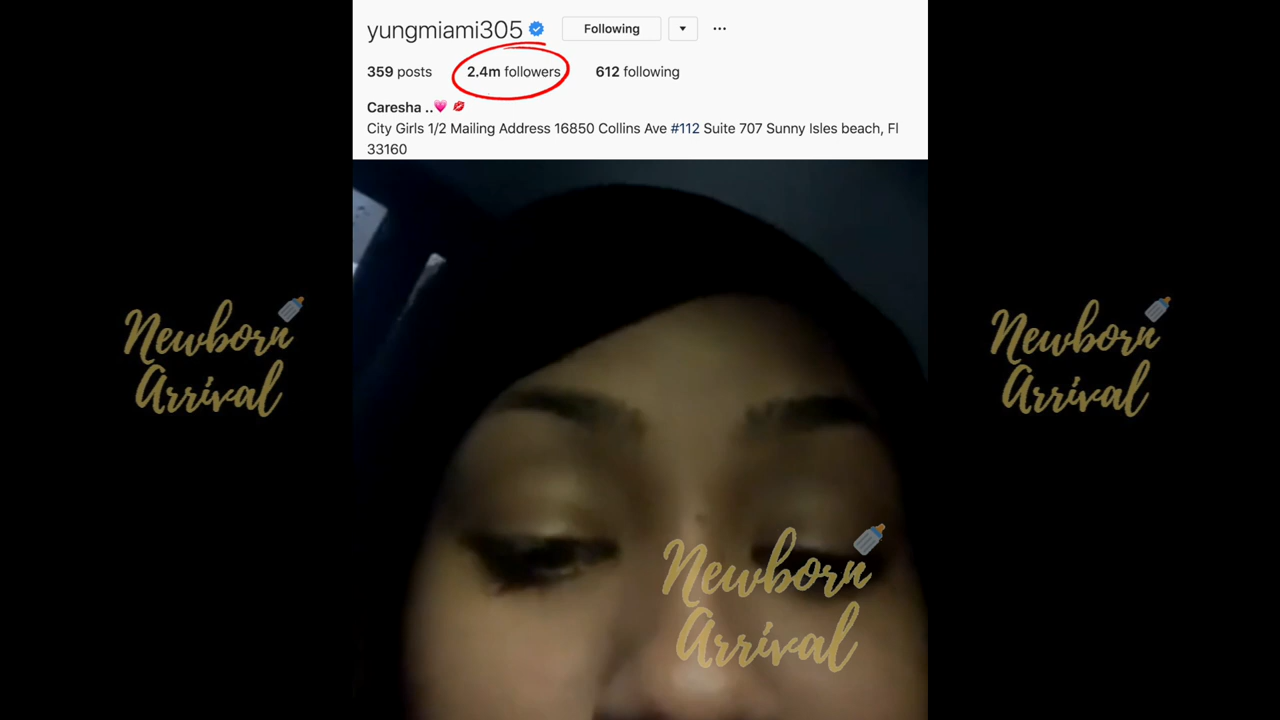 yungmiami305 Following
359 posts 2.4m followers 612 following
Caresha ..💗 💋
City Girls 1/2 Mailing Address 16850 Collins Ave #112 Suite 707 Sunny Isles beach, Fl
33160
Newborn
Arrival
Newborn
Arrival
Newborn
Arrival